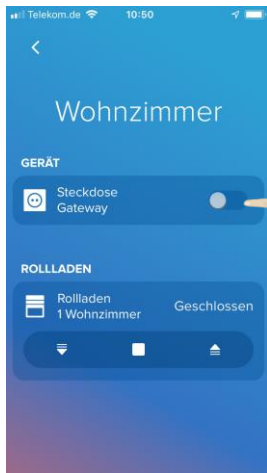 Telekom.de
10:50
Wohnzimmer
GERÄT
Steckdose
Gateway
ROLLLADEN
Rollladen
1 Wohnzimmer
Geschlossen